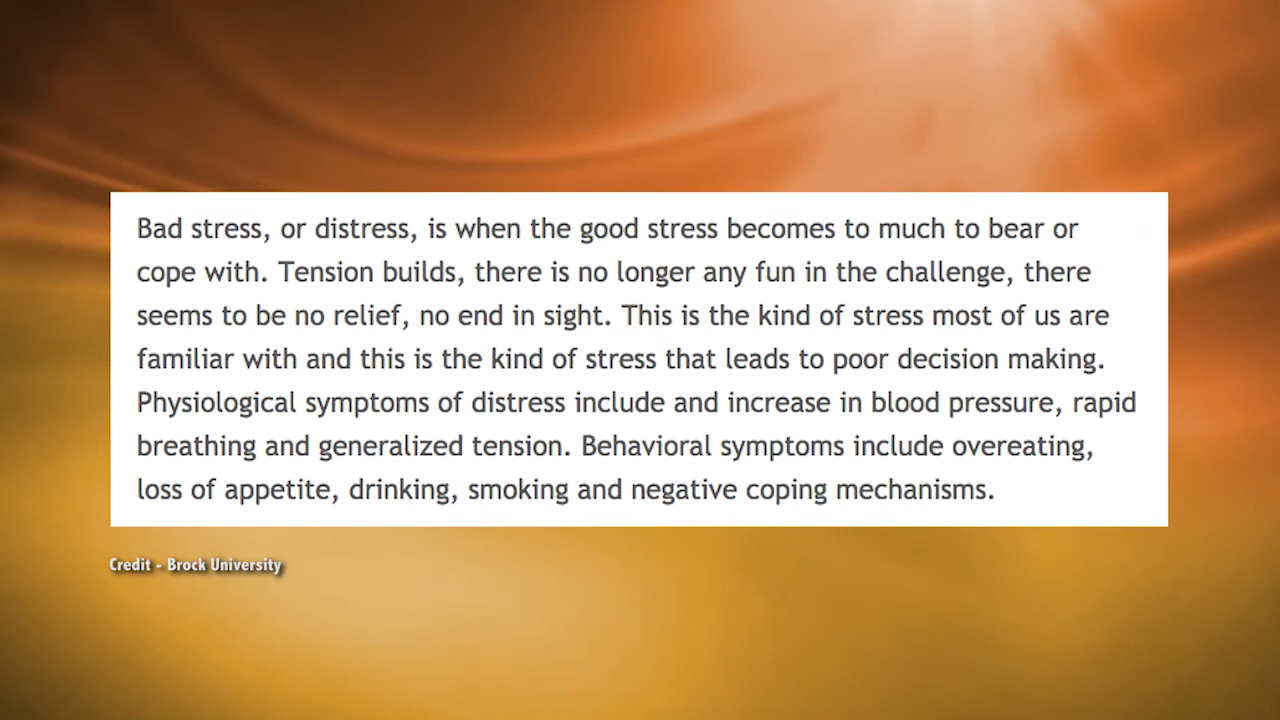 Bad stress, or distress, is when the good stress becomes to much to bear or
cope with. Tension builds, there is no longer any fun in the challenge, there
seems to be no relief, no end in sight. This is the kind of stress most of us are
familiar with and this is the kind of stress that leads to poor decision making.
Physiological symptoms of distress include and increase in blood pressure, rapid
breathing and generalized tension. Behavioral symptoms include overeating,
loss of appetite, drinking, smoking and negative coping mechanisms.
Credit - Brock University